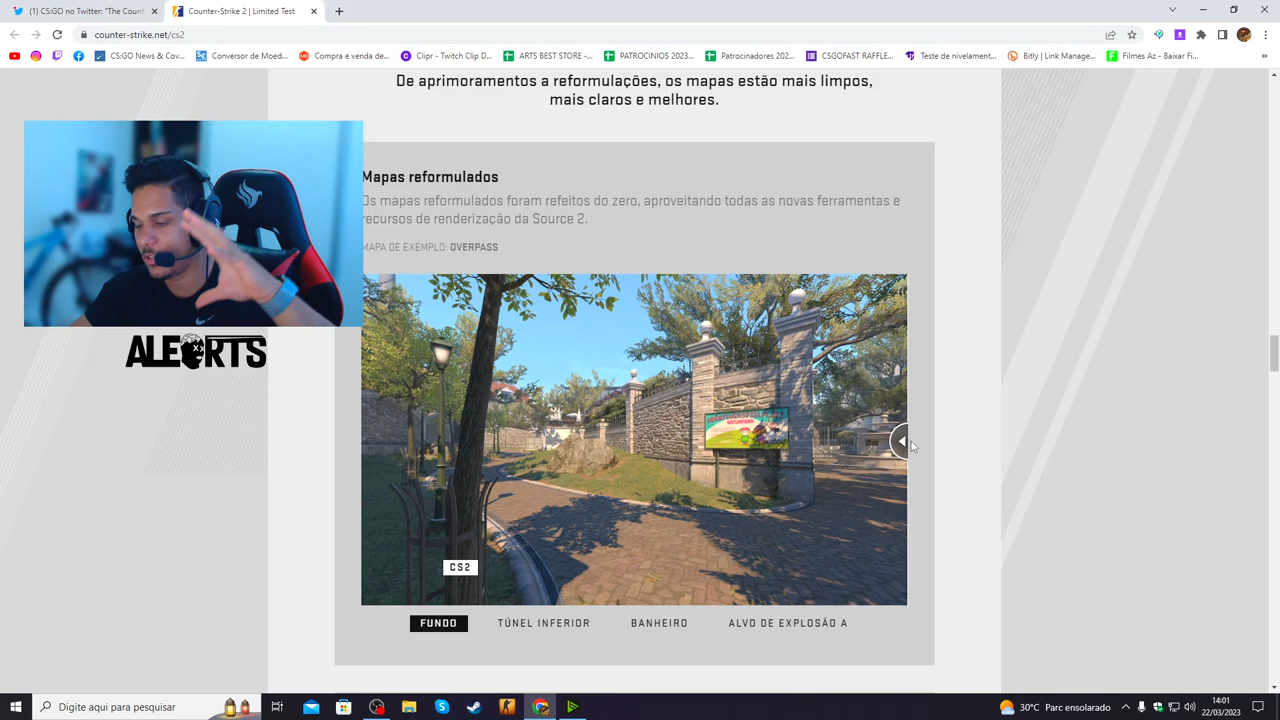 (1) CS:GO no Twitter: "The Count
Counter-Strike 2 | Limited Test
counter-strike.net/cs2
CS:GO News & Cov...
Conversor de Moed...
Compra e venda de...
Clipr - Twitch Clip D...
ARTS BEST STORE -...
PATROCINIOS 2023...
Patrocinadores 202...
CSGOFAST RAFFLE...
Teste de nivelament...
Bitly | Link Manage...
Filmes Az - Baixar Fi...
»
De aprimoramentos a reformulações, os mapas estão mais limpos,
mais claros e melhores.
Mapas reformulados
Os mapas reformulados foram refeitos do zero, aproveitando todas as novas ferramentas e
recursos de renderização da Source 2.
MAPA DE EXEMPLO: OVERPASS
ALE RTS
CS2
FUNDO
TÚNEL INFERIOR
BANHEIRO
ALVO DE EXPLOSÃO A
Digite aqui para pesquisar
30°C Parc ensolarado
14:01
22/03/2023